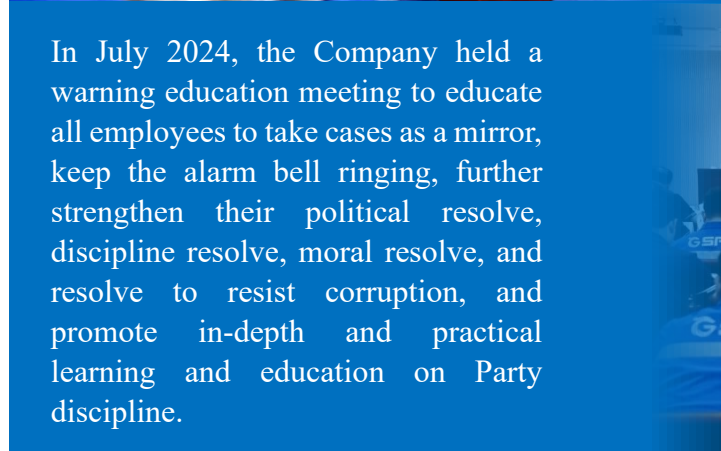 In July 2024, the Company held a
warning education meeting to educate
all employees to take cases as a mirror,
keep the alarm bell ringing, further
strengthen their political resolve,
discipline resolve, moral resolve, and
resolve to resist corruption, and
promote in-depth and practical
learning and education on Party
discipline.